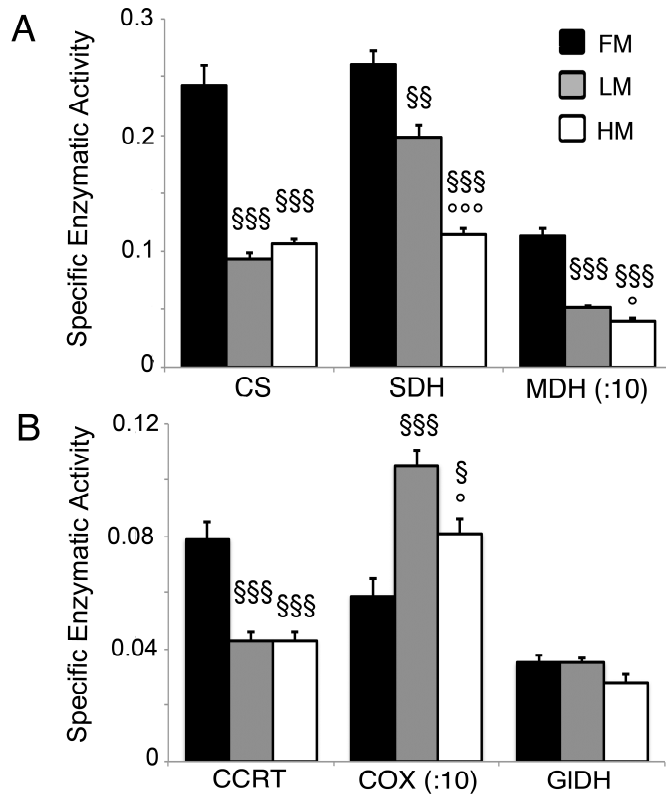 A
Specific Enzymatic Activity
0.3
0.2
0.1
0
FM
LM
HM
§§§
§§§
§§
§§§
°°°
§§§
§§§
°
CS
SDH
MDH (:10)
B
Specific Enzymatic Activity
0.12
0.08
0.04
0
§§§
§§§
§§§
§
°
CCRT
COX (:10)
GlDH